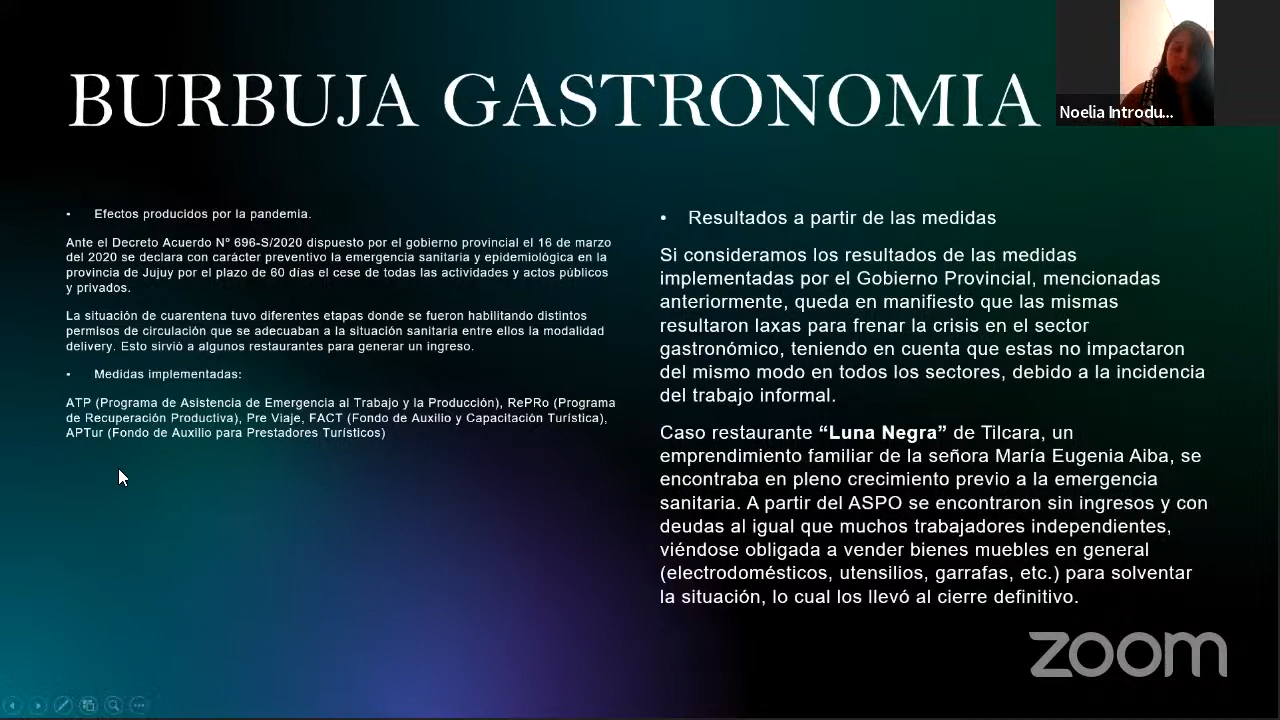 BURBUJA GASTRONOMIA
Noelia Introdu...
• Efectos producidos por la pandemia.
Ante el Decreto Acuerdo Nº 696-S/2020 dispuesto por el gobierno provincial el 16 de marzo
del 2020 se declara con carácter preventivo la emergencia sanitaria y epidemiológica en la
provincia de Jujuy por el plazo de 60 días el cese de todas las actividades y actos públicos
y privados.
La situación de cuarentena tuvo diferentes etapas donde se fueron habilitando distintos
permisos de circulación que se adecuaban a la situación sanitaria entre ellos la modalidad
delivery. Esto sirvió a algunos restaurantes para generar un ingreso.
• Medidas implementadas:
ATP (Programa de Asistencia de Emergencia al Trabajo y la Producción), RePRo (Programa
de Recuperación Productiva), Pre Viaje, FACT (Fondo de Auxilio y Capacitación Turística),
APTur (Fondo de Auxilio para Prestadores Turísticos)
• Resultados a partir de las medidas
Si consideramos los resultados de las medidas
implementadas por el Gobierno Provincial, mencionadas
anteriormente, queda en manifiesto que las mismas
resultaron laxas para frenar la crisis en el sector
gastronómico, teniendo en cuenta que estas no impactaron
del mismo modo en todos los sectores, debido a la incidencia
del trabajo informal.
Caso restaurante “Luna Negra” de Tilcara, un
emprendimiento familiar de la señora María Eugenia Aiba, se
encontraba en pleno crecimiento previo a la emergencia
sanitaria. A partir del ASPO se encontraron sin ingresos y con
deudas al igual que muchos trabajadores independientes,
viéndose obligada a vender bienes muebles en general
(electrodomésticos, utensilios, garrafas, etc.) para solventar
la situación, lo cual los llevó al cierre definitivo.
zoom